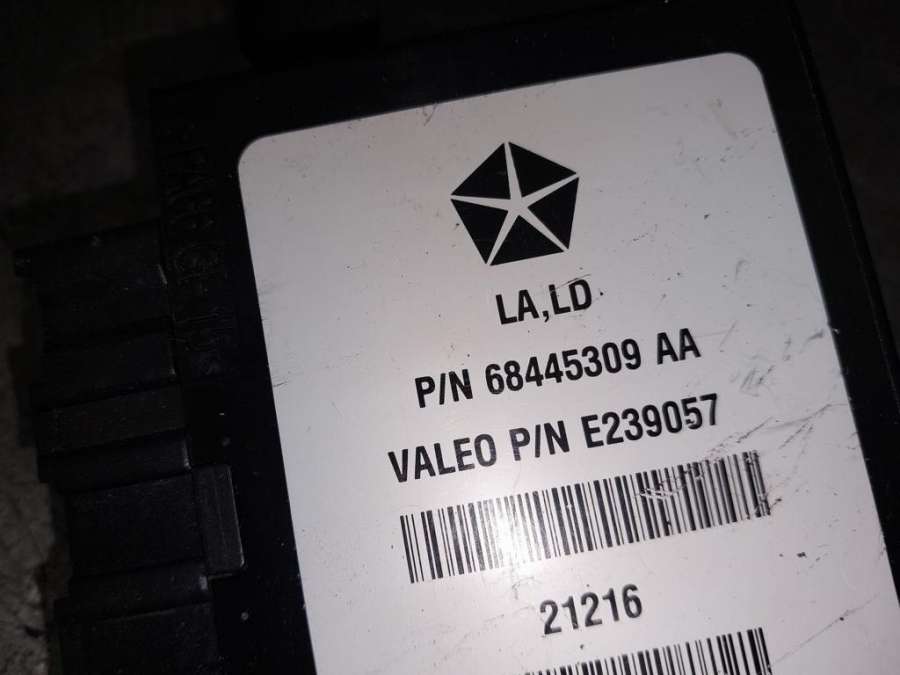 LA,LD
P/N 68445309 AA
VALEO P/N E239057
21216